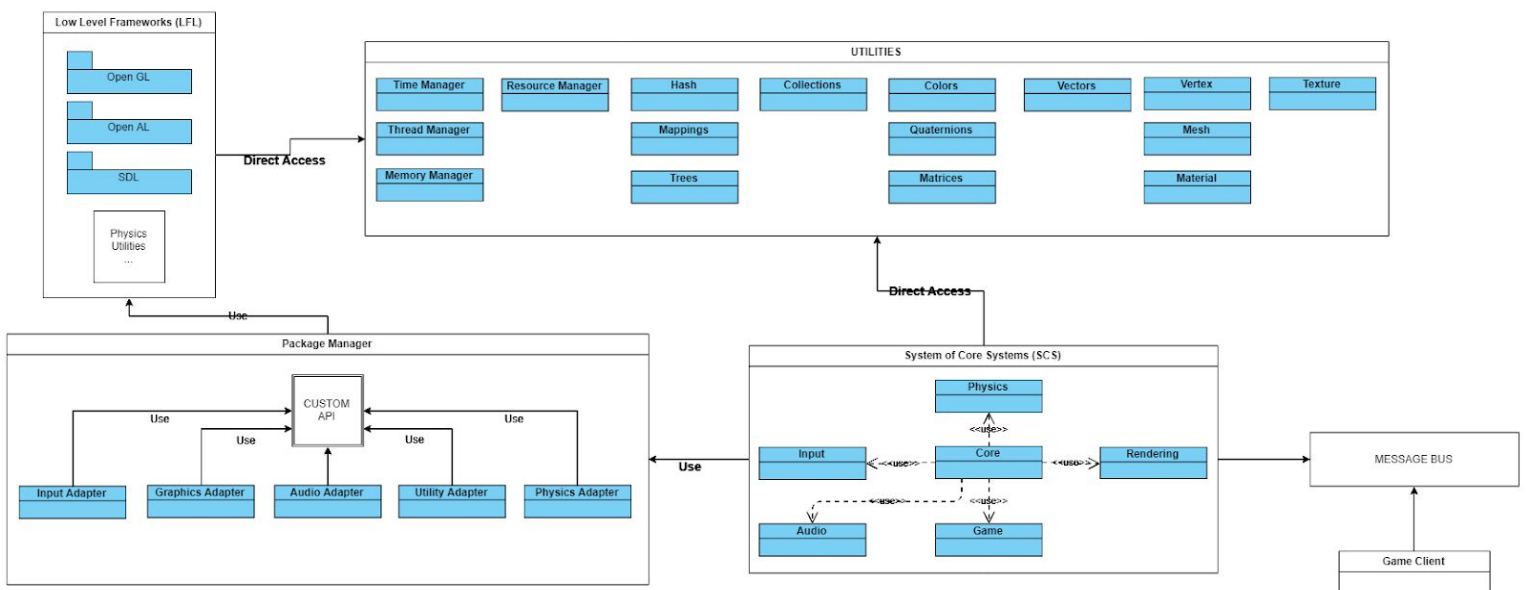 Low Level Frameworks (LFL)
Open GL
Open AL
SDL
Physics
Utilities
...
Direct Access
UTILITIES
Time Manager
Resource Manager
Hash
Collections
Colors
Vectors
Vertex
Texture
Thread Manager
Mappings
Quaternions
Mesh
Memory Manager
Trees
Matrices
Material
Use
Direct Access
Package Manager
CUSTOM
API
Use
Use
Use
Use
Input Adapter
Graphics Adapter
Audio Adapter
Utility Adapter
Physics Adapter
Use
System of Core Systems (SCS)
Physics
<<use>>
Input
<<use>>
Core
<<use>>
Rendering
<<use>>
<<use>>
Audio
Game
MESSAGE BUS
Game Client